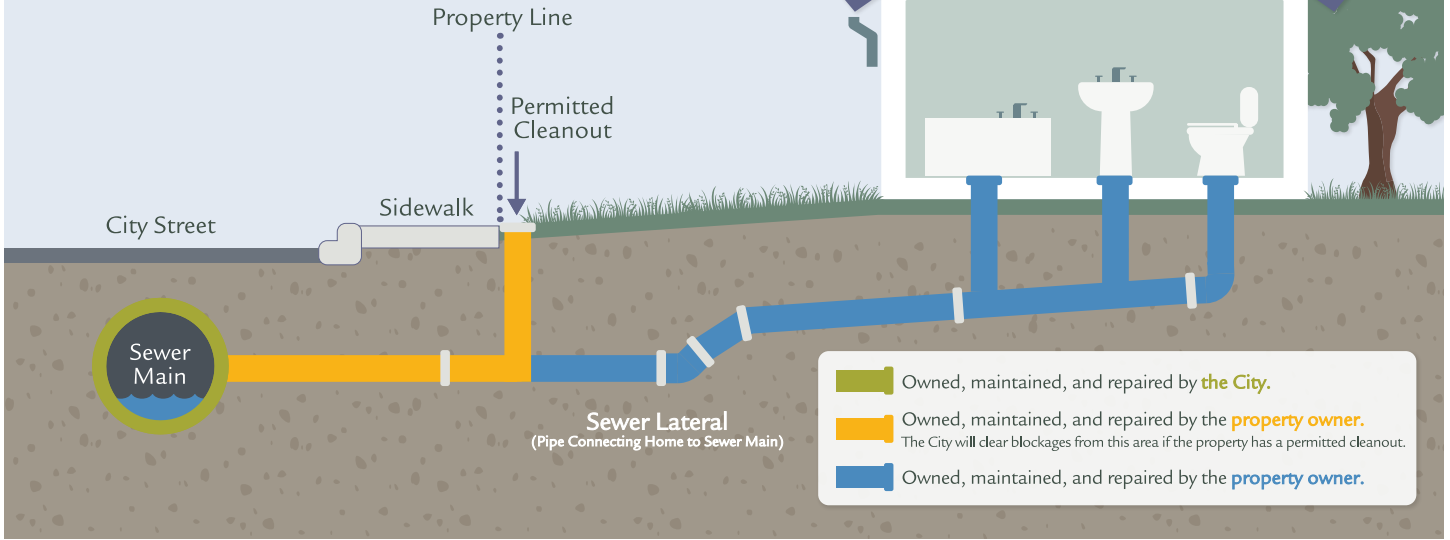 Property Line
Permitted
Cleanout
Sidewalk
City Street
Sewer
Main
Sewer Lateral
(Pipe Connecting Home to Sewer Main)
Owned, maintained, and repaired by the City.
Owned, maintained, and repaired by the property owner.
The City will clear blockages from this area if the property has a permitted cleanout.
Owned, maintained, and repaired by the property owner.